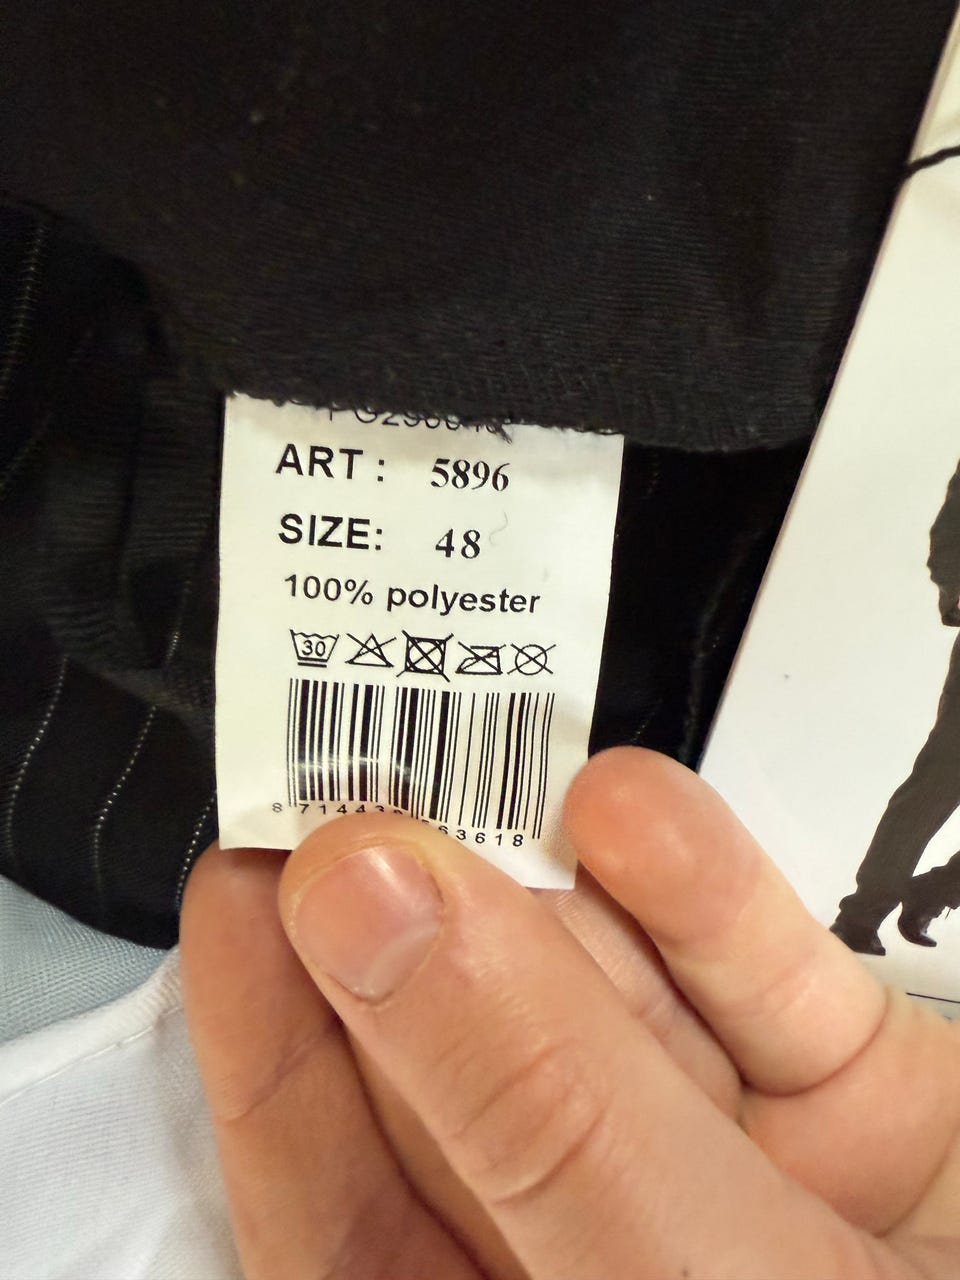 ART : 5896
SIZE: 48
100% polyester
30